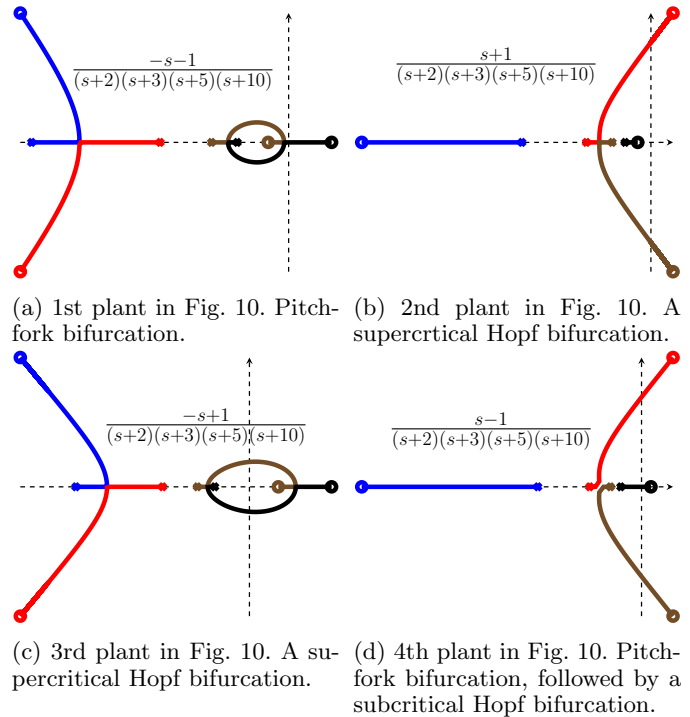 −s−1
(s+2)(s+3)(s+5)(s+10)
s+1
(s+2)(s+3)(s+5)(s+10)
(a) 1st plant in Fig. 10. Pitch-
fork bifurcation.
(b) 2nd plant in Fig. 10. A
supercrtical Hopf bifurcation.
−s+1
(s+2)(s+3)(s+5)(s+10)
s−1
(s+2)(s+3)(s+5)(s+10)
(c) 3rd plant in Fig. 10. A su-
percritical Hopf bifurcation.
(d) 4th plant in Fig. 10. Pitch-
fork bifurcation, followed by a
subcritical Hopf bifurcation.